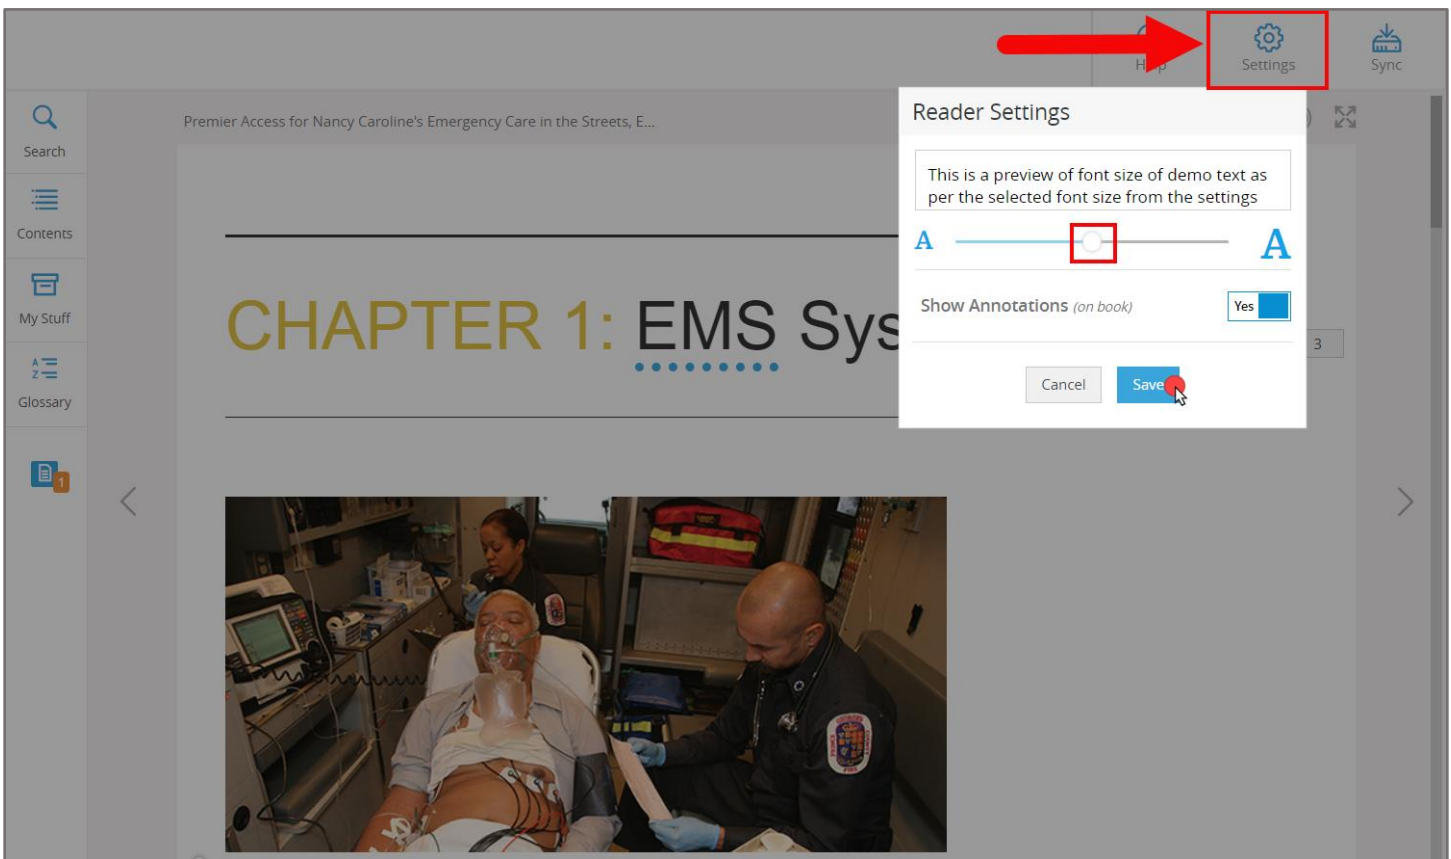 Help
Settings
Sync
Search
Contents
My Stuff
A
Z
Glossary
1
Premier Access for Nancy Caroline's Emergency Care in the Streets, E...
CHAPTER 1: EMS Sys
3
Reader Settings
This is a preview of font size of demo text as
per the selected font size from the settings
A
A
Show Annotations (on book)
Yes
Cancel
Save